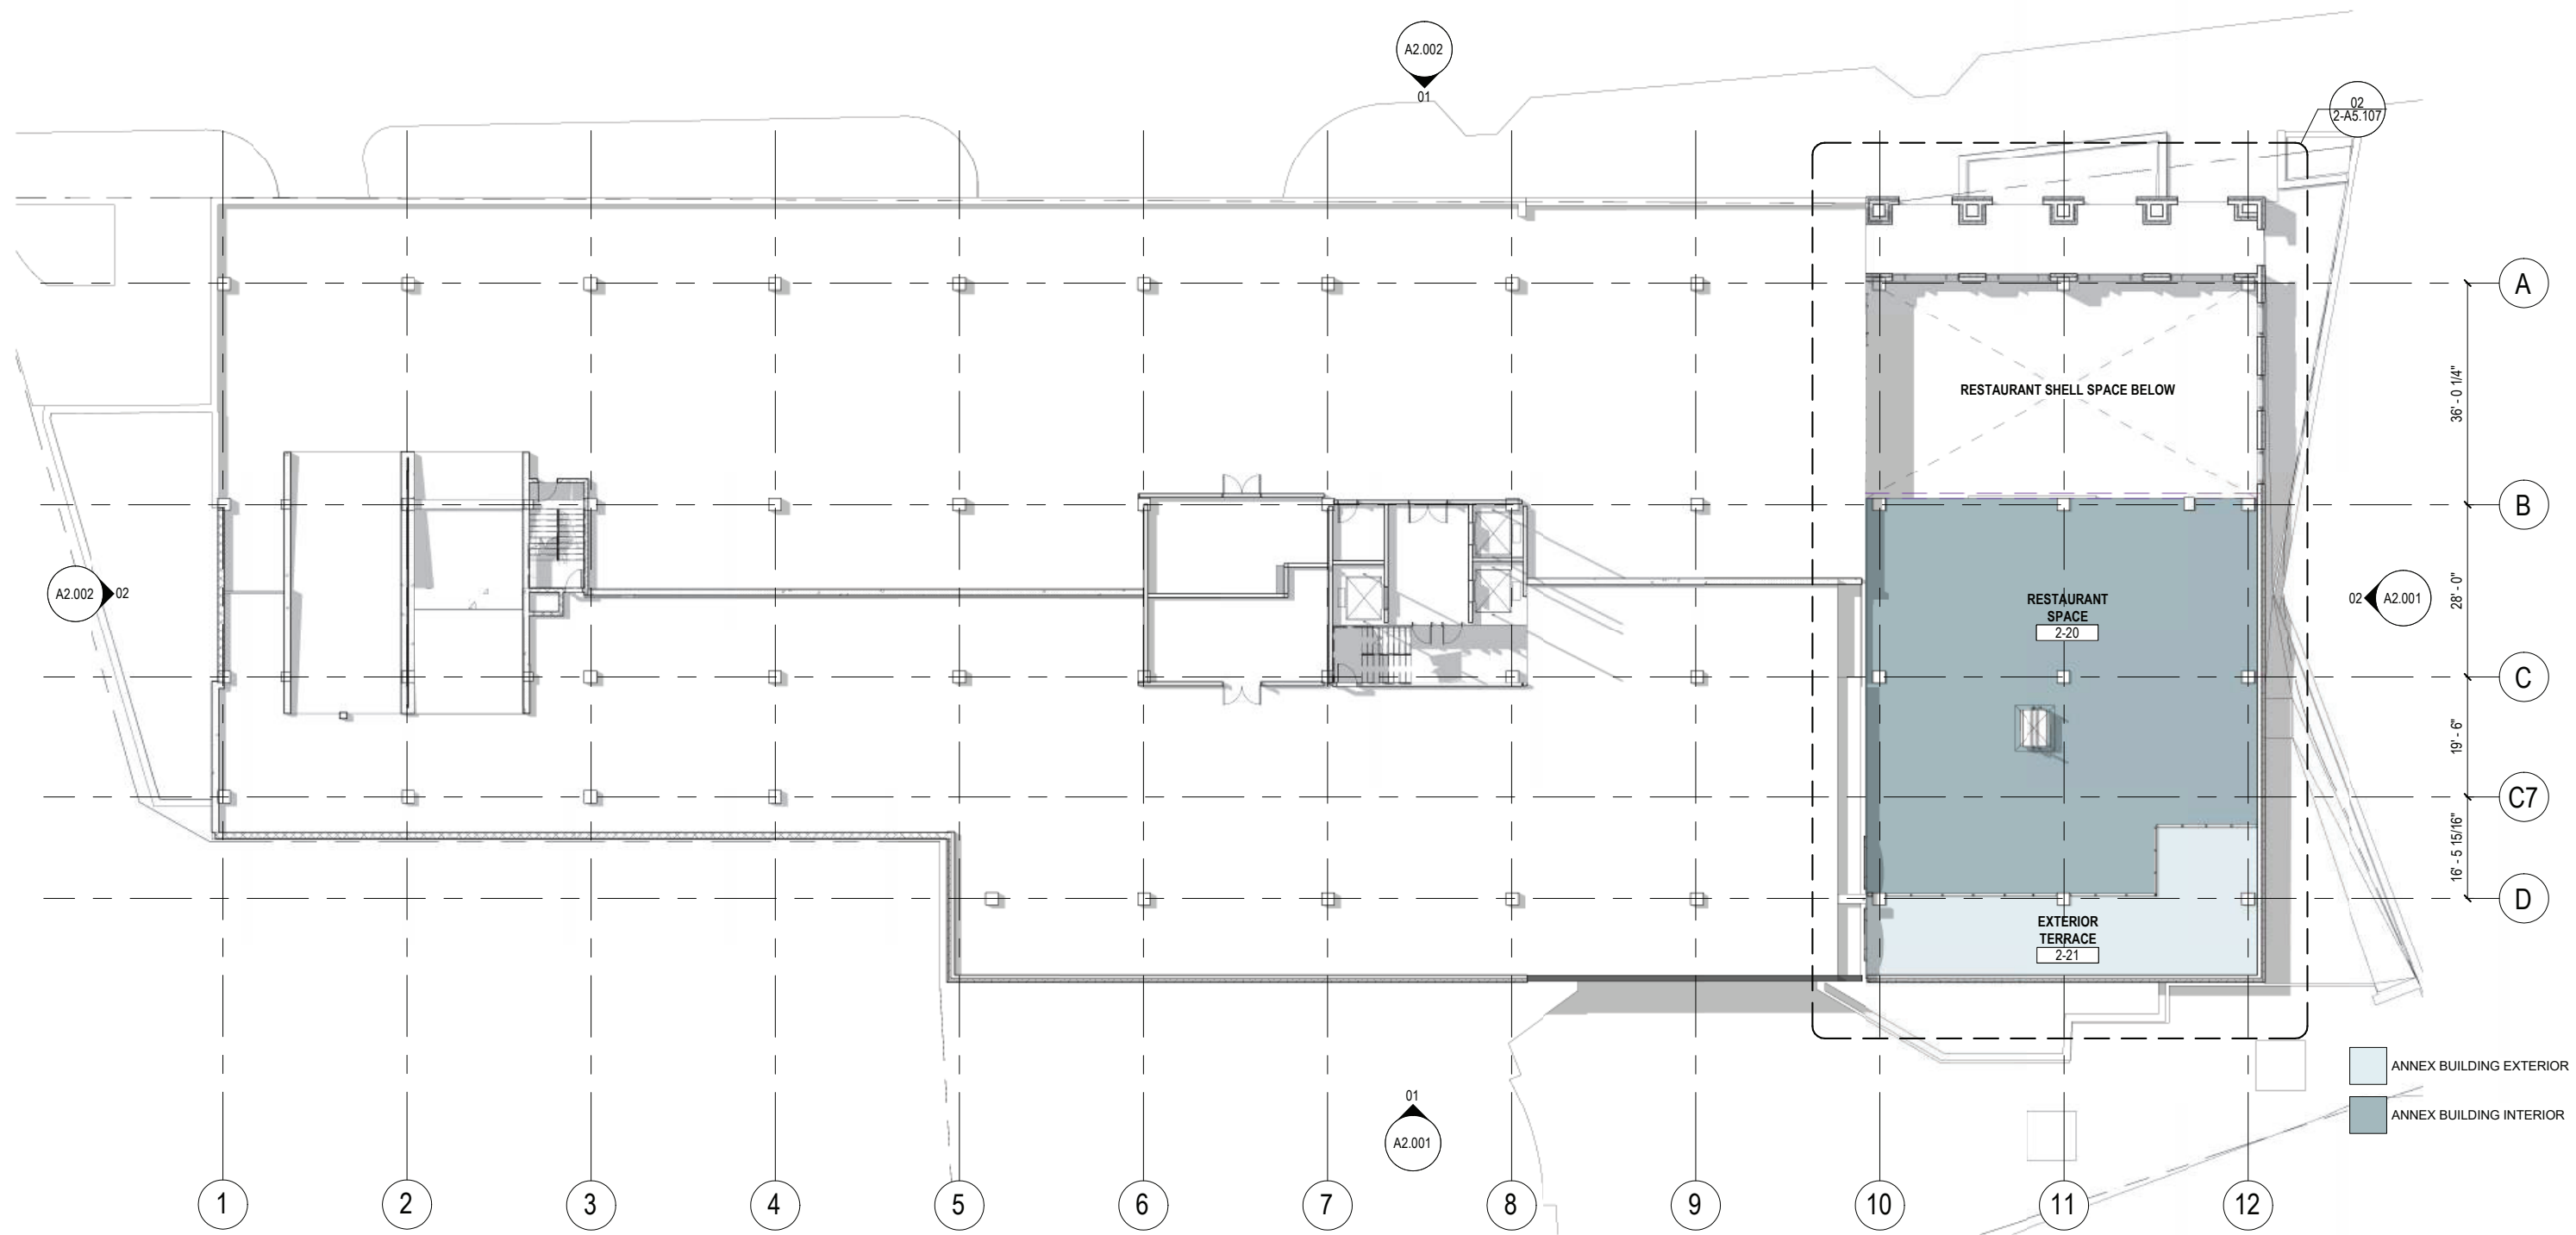 A2.002
01
02
2-A5.107
A
36' - 0 1/4"
RESTAURANT SHELL SPACE BELOW
B
A2.002
02
RESTAURANT
SPACE
2-20
28' - 0"
02
A2.001
C
19' - 6"
C7
16' - 5 15/16"
D
EXTERIOR
TERRACE
2-21
ANNEX BUILDING EXTERIOR
ANNEX BUILDING INTERIOR
01
A2.001
1
2
3
4
5
6
7
8
9
10
11
12